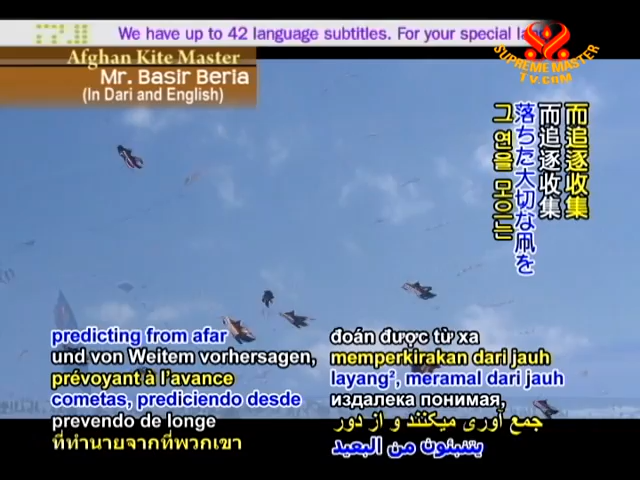 We have up to 42 language subtitles. For your special lang
SUPREME MASTER
TV.COM
Afghan Kite Master
Mr. Basir Beria
(In Dari and English)
而追逐收集
而追逐收集
落ちた大切な凧を
그 연을 모으는
predicting from afar
und von Weitem vorhersagen,
prévoyant à l'avance
cometas, prediciendo desde
prevendo de longe
ที่ทำนายจากที่พวกเขา
đoán được từ xa
memperkirakan dari jauh
layang², meramal dari jauh
издалека понимая,
جمع آوری میکنند و از دور
يتنبئون من البعيد